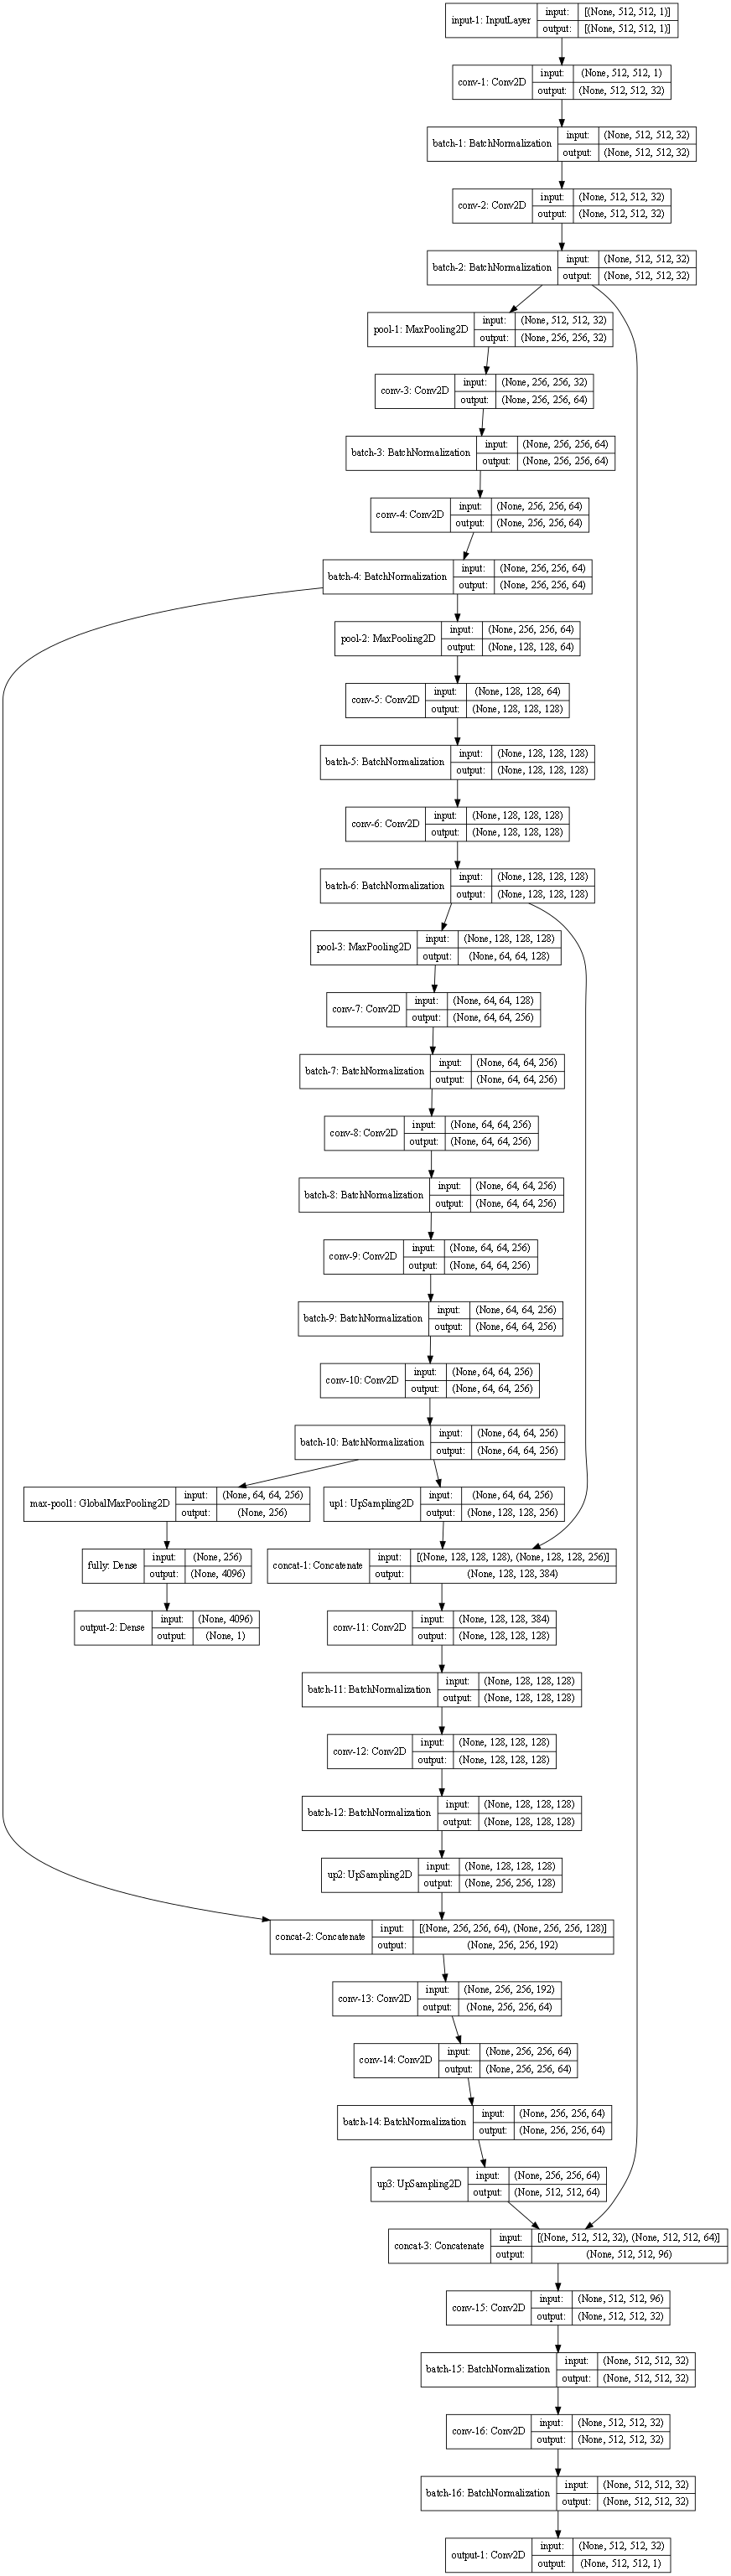 input-1: InputLayer input: [(None, 512, 512, 1)]
output: [(None, 512, 512, 1)]
conv-1: Conv2D input: (None, 512, 512, 1)
output: (None, 512, 512, 32)
batch-1: BatchNormalization input: (None, 512, 512, 32)
output: (None, 512, 512, 32)
conv-2: Conv2D input: (None, 512, 512, 32)
output: (None, 512, 512, 32)
batch-2: BatchNormalization input: (None, 512, 512, 32)
output: (None, 512, 512, 32)
pool-1: MaxPooling2D input: (None, 512, 512, 32)
output: (None, 256, 256, 32)
conv-3: Conv2D input: (None, 256, 256, 32)
output: (None, 256, 256, 64)
batch-3: BatchNormalization input: (None, 256, 256, 64)
output: (None, 256, 256, 64)
conv-4: Conv2D input: (None, 256, 256, 64)
output: (None, 256, 256, 64)
batch-4: BatchNormalization input: (None, 256, 256, 64)
output: (None, 256, 256, 64)
pool-2: MaxPooling2D input: (None, 256, 256, 64)
output: (None, 128, 128, 64)
conv-5: Conv2D input: (None, 128, 128, 64)
output: (None, 128, 128, 128)
batch-5: BatchNormalization input: (None, 128, 128, 128)
output: (None, 128, 128, 128)
conv-6: Conv2D input: (None, 128, 128, 128)
output: (None, 128, 128, 128)
batch-6: BatchNormalization input: (None, 128, 128, 128)
output: (None, 128, 128, 128)
pool-3: MaxPooling2D input: (None, 128, 128, 128)
output: (None, 64, 64, 128)
conv-7: Conv2D input: (None, 64, 64, 128)
output: (None, 64, 64, 256)
batch-7: BatchNormalization input: (None, 64, 64, 256)
output: (None, 64, 64, 256)
conv-8: Conv2D input: (None, 64, 64, 256)
output: (None, 64, 64, 256)
batch-8: BatchNormalization input: (None, 64, 64, 256)
output: (None, 64, 64, 256)
conv-9: Conv2D input: (None, 64, 64, 256)
output: (None, 64, 64, 256)
batch-9: BatchNormalization input: (None, 64, 64, 256)
output: (None, 64, 64, 256)
conv-10: Conv2D input: (None, 64, 64, 256)
output: (None, 64, 64, 256)
batch-10: BatchNormalization input: (None, 64, 64, 256)
output: (None, 64, 64, 256)
max-pool1: GlobalMaxPooling2D input: (None, 64, 64, 256)
output: (None, 256)
up1: UpSampling2D input: (None, 64, 64, 256)
output: (None, 128, 128, 256)
fully: Dense input: (None, 256)
output: (None, 4096)
concat-1: Concatenate input: [(None, 128, 128, 128), (None, 128, 128, 256)]
output: (None, 128, 128, 384)
output-2: Dense input: (None, 4096)
output: (None, 1)
conv-11: Conv2D input: (None, 128, 128, 384)
output: (None, 128, 128, 128)
batch-11: BatchNormalization input: (None, 128, 128, 128)
output: (None, 128, 128, 128)
conv-12: Conv2D input: (None, 128, 128, 128)
output: (None, 128, 128, 128)
batch-12: BatchNormalization input: (None, 128, 128, 128)
output: (None, 128, 128, 128)
up2: UpSampling2D input: (None, 128, 128, 128)
output: (None, 256, 256, 128)
concat-2: Concatenate input: [(None, 256, 256, 64), (None, 256, 256, 128)]
output: (None, 256, 256, 192)
conv-13: Conv2D input: (None, 256, 256, 192)
output: (None, 256, 256, 64)
conv-14: Conv2D input: (None, 256, 256, 64)
output: (None, 256, 256, 64)
batch-14: BatchNormalization input: (None, 256, 256, 64)
output: (None, 256, 256, 64)
up3: UpSampling2D input: (None, 256, 256, 64)
output: (None, 512, 512, 64)
concat-3: Concatenate input: [(None, 512, 512, 32), (None, 512, 512, 64)]
output: (None, 512, 512, 96)
conv-15: Conv2D input: (None, 512, 512, 96)
output: (None, 512, 512, 32)
batch-15: BatchNormalization input: (None, 512, 512, 32)
output: (None, 512, 512, 32)
conv-16: Conv2D input: (None, 512, 512, 32)
output: (None, 512, 512, 32)
batch-16: BatchNormalization input: (None, 512, 512, 32)
output: (None, 512, 512, 32)
output-1: Conv2D input: (None, 512, 512, 32)
output: (None, 512, 512, 1)